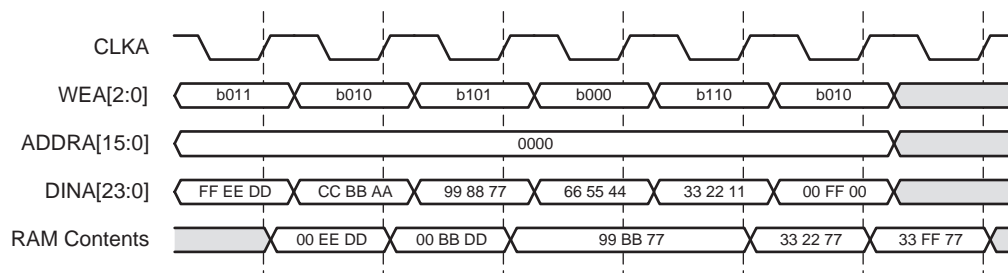 CLKA
WEA[2:0] b011 b010 b101 b000 b110 b010
ADDRA[15:0] 0000
DINA[23:0] FF EE DD CC BB AA 99 88 77 66 55 44 33 22 11 00 FF 00
RAM Contents 00 EE DD 00 BB DD 99 BB 77 33 22 77 33 FF 77